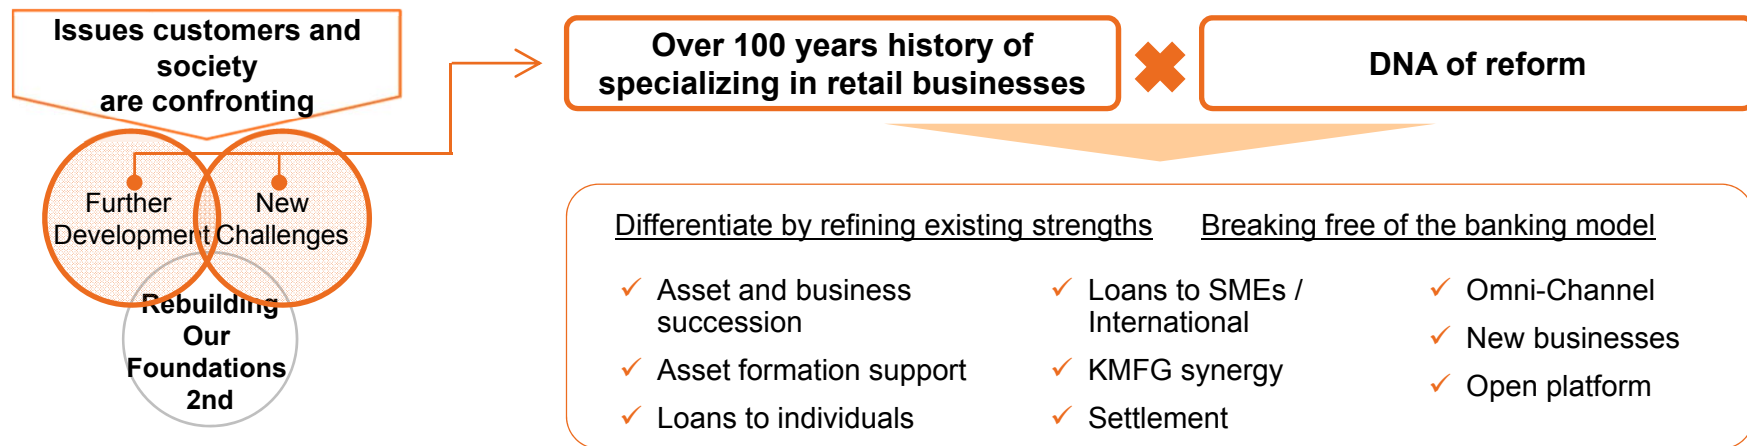 Issues customers and
society
are confronting
Further
Development
New
Challenges
Rebuilding
Our
Foundations
2nd
Over 100 years history of
specializing in retail businesses
DNA of reform
Differentiate by refining existing strengths
Breaking free of the banking model
✓ Asset and business
succession
✓ Asset formation support
✓ Loans to individuals
✓ Loans to SMEs /
International
✓ KMFG synergy
✓ Settlement
✓ Omni-Channel
✓ New businesses
✓ Open platform